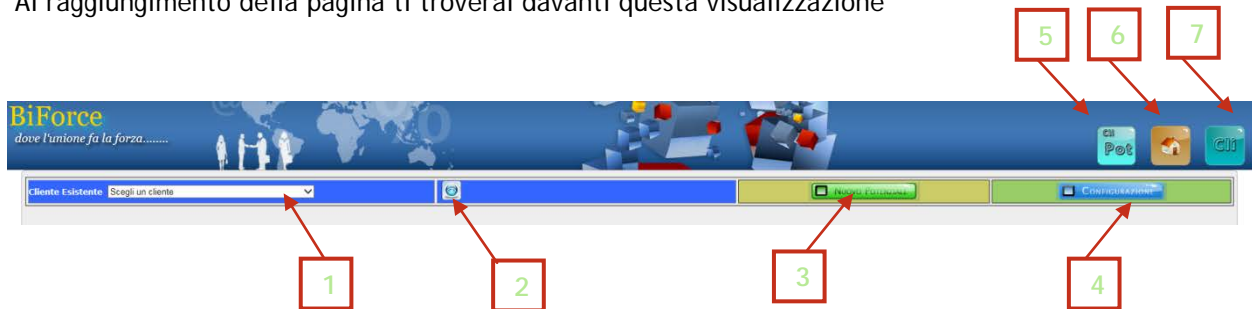 Al raggiungimento della pagina ti troverai davanti questa visualizzazione
5 6 7
BiForce
dove l'unione fa la forza........
Cli Pot
Cli
Cliente Esistente Scegli un cliente
Nuovo Potenziale
Configurazione
1 2 3 4